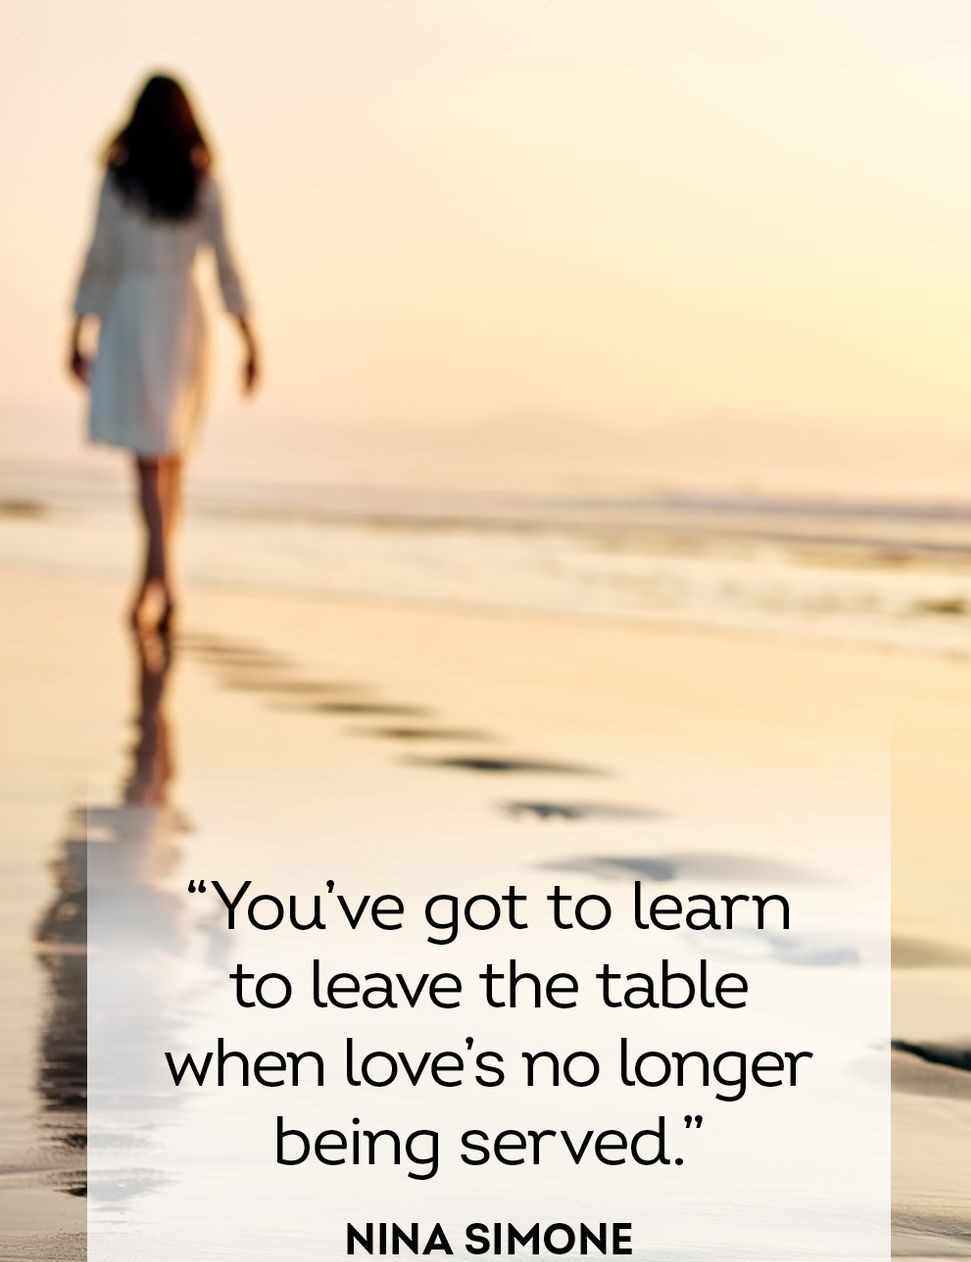 “You’ve got to learn
to leave the table
when love’s no longer
being served.”
NINA SIMONE